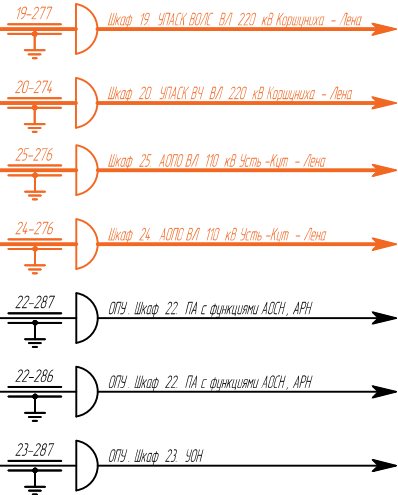 19-277
Шкаф 19. УПАСК ВОЛС ВЛ 220 кВ Коршуниха - Лена
20-274
Шкаф 20. УПАСК ВЧ ВЛ 220 кВ Коршуниха - Лена
25-276
Шкаф 25. АОПО ВЛ 110 кВ Усть-Кут - Лена
24-276
Шкаф 24. АОПО ВЛ 110 кВ Усть-Кут - Лена
22-287
ОПУ. Шкаф 22. ПА с функциями АОСН, АРН
22-286
ОПУ. Шкаф 22. ПА с функциями АОСН, АРН
23-287
ОПУ. Шкаф 23. УОН